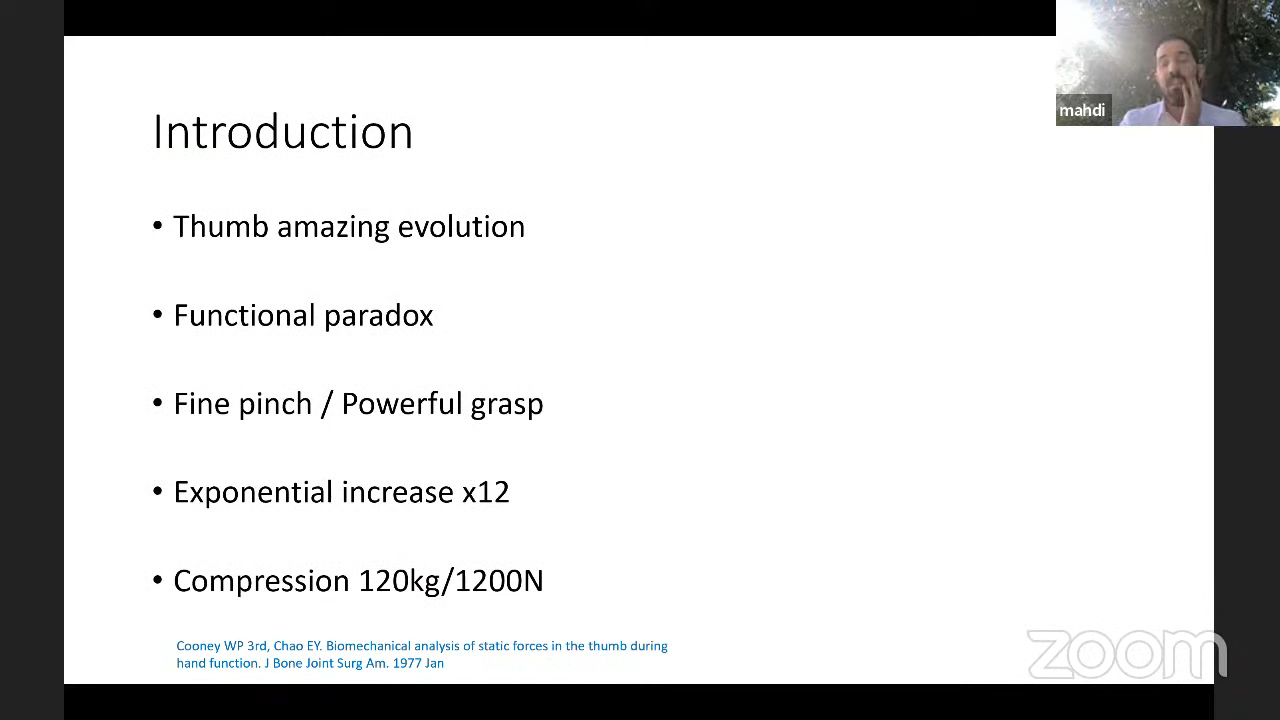 mahdi
Introduction
• Thumb amazing evolution
• Functional paradox
• Fine pinch / Powerful grasp
• Exponential increase x12
• Compression 120kg/1200N
Cooney WP 3rd, Chao EY. Biomechanical analysis of static forces in the thumb during
hand function. J Bone Joint Surg Am. 1977 Jan
zoom